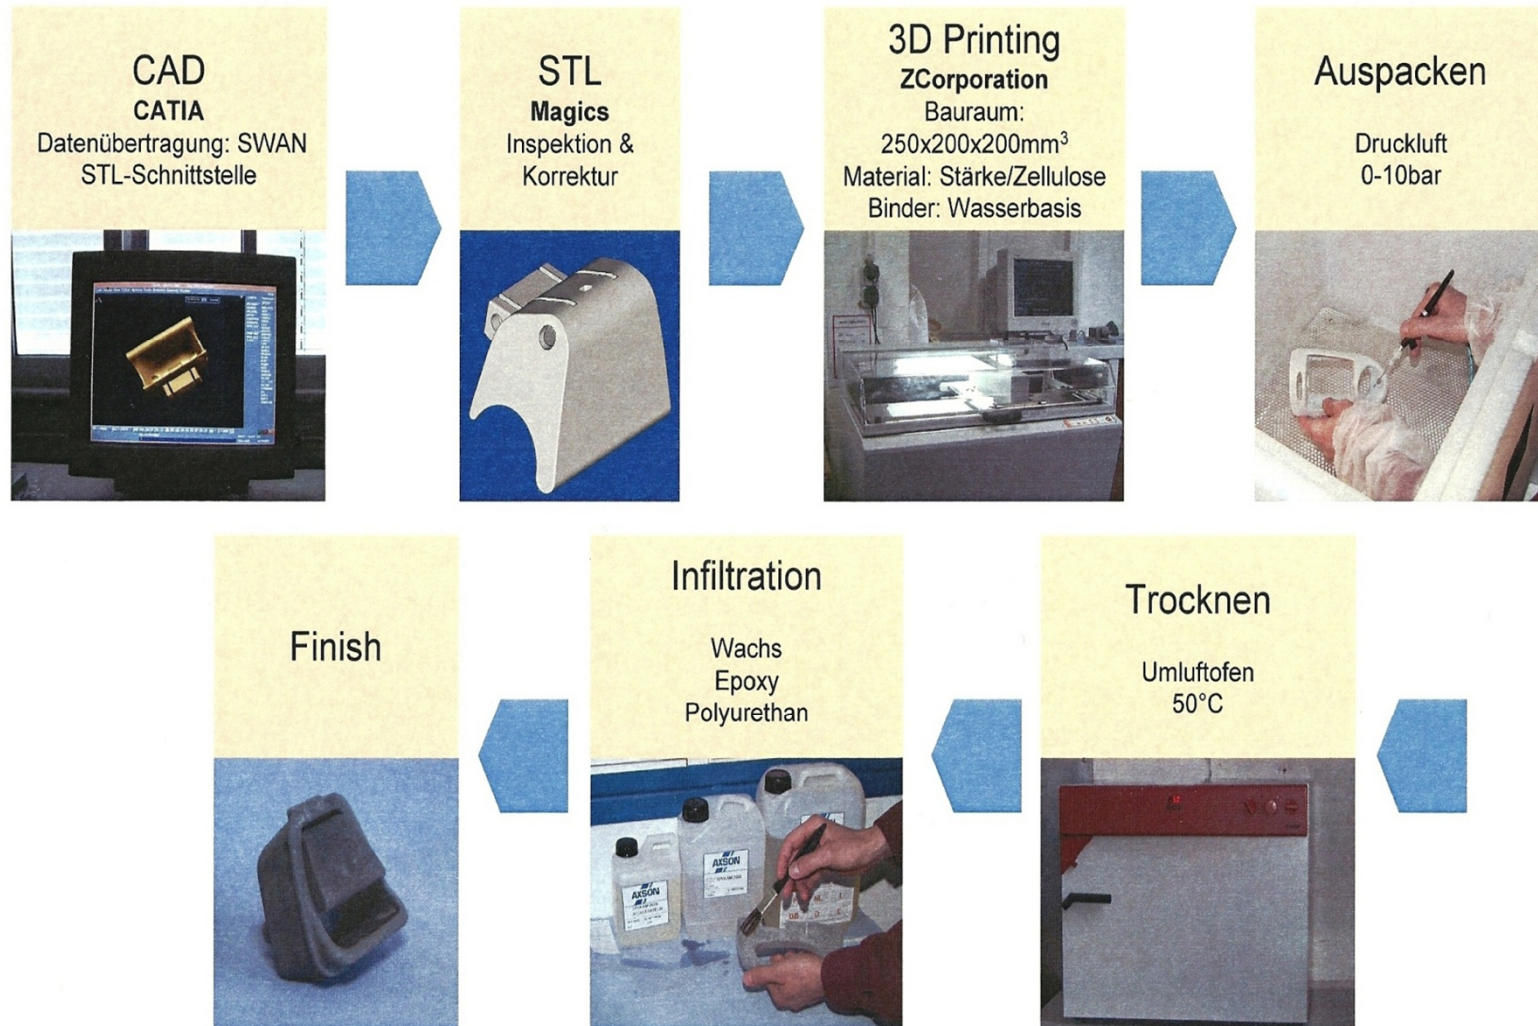 CAD
CATIA
Datenübertragung: SWAN
STL-Schnittstelle
STL
Magics
Inspektion &
Korrektur
3D Printing
ZCorporation
Bauraum:
250x200x200mm³
Material: Stärke/Zellulose
Binder: Wasserbasis
Auspacken
Druckluft
0-10bar
Trocknen
Umluftofen
50°C
Infiltration
Wachs
Epoxy
Polyurethan
AXSON
AXSON
Finish